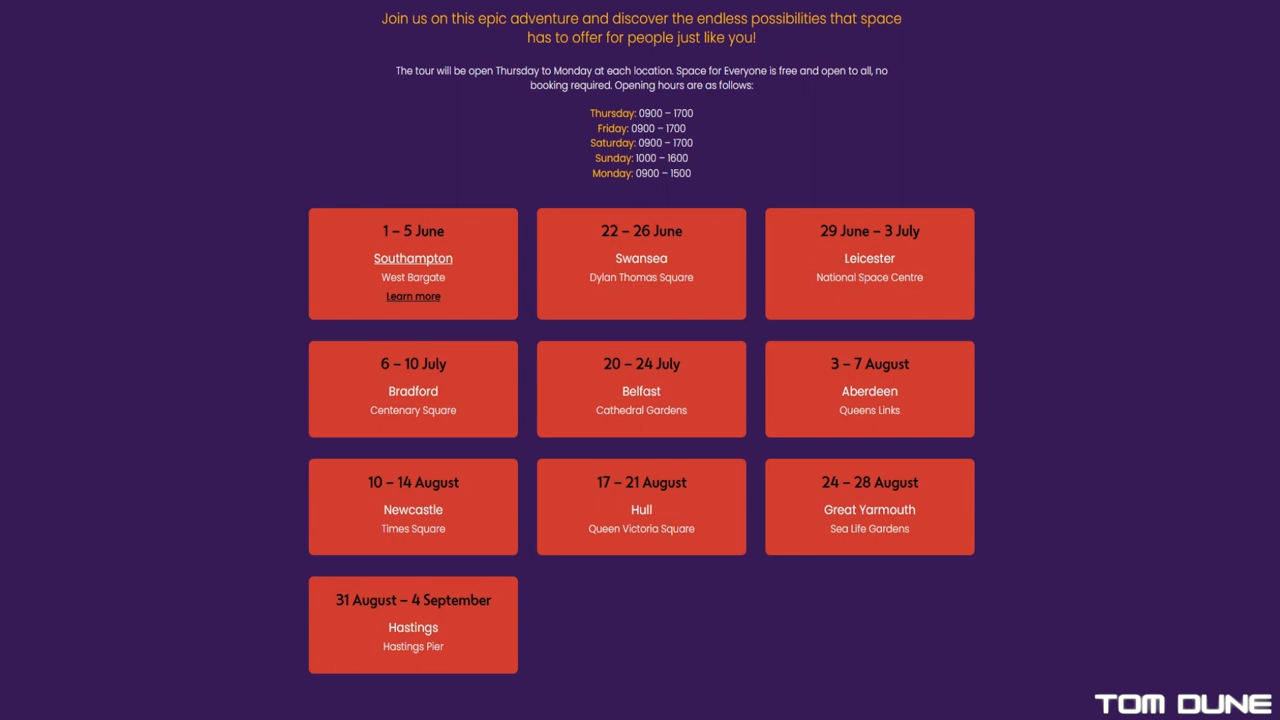 Join us on this epic adventure and discover the endless possibilities that space
has to offer for people just like you!
The tour will be open Thursday to Monday at each location. Space for Everyone is free and open to all, no
booking required. Opening hours are as follows:
Thursday: 0900 – 1700
Friday: 0900 – 1700
Saturday: 0900 – 1700
Sunday: 1000 – 1600
Monday: 0900 – 1500
1 – 5 June
Southampton
West Bargate
Learn more
22 – 26 June
Swansea
Dylan Thomas Square
29 June – 3 July
Leicester
National Space Centre
6 – 10 July
Bradford
Centenary Square
20 – 24 July
Belfast
Cathedral Gardens
3 – 7 August
Aberdeen
Queens Links
10 – 14 August
Newcastle
Times Square
17 – 21 August
Hull
Queen Victoria Square
24 – 28 August
Great Yarmouth
Sea Life Gardens
31 August – 4 September
Hastings
Hastings Pier
TOM DUNE